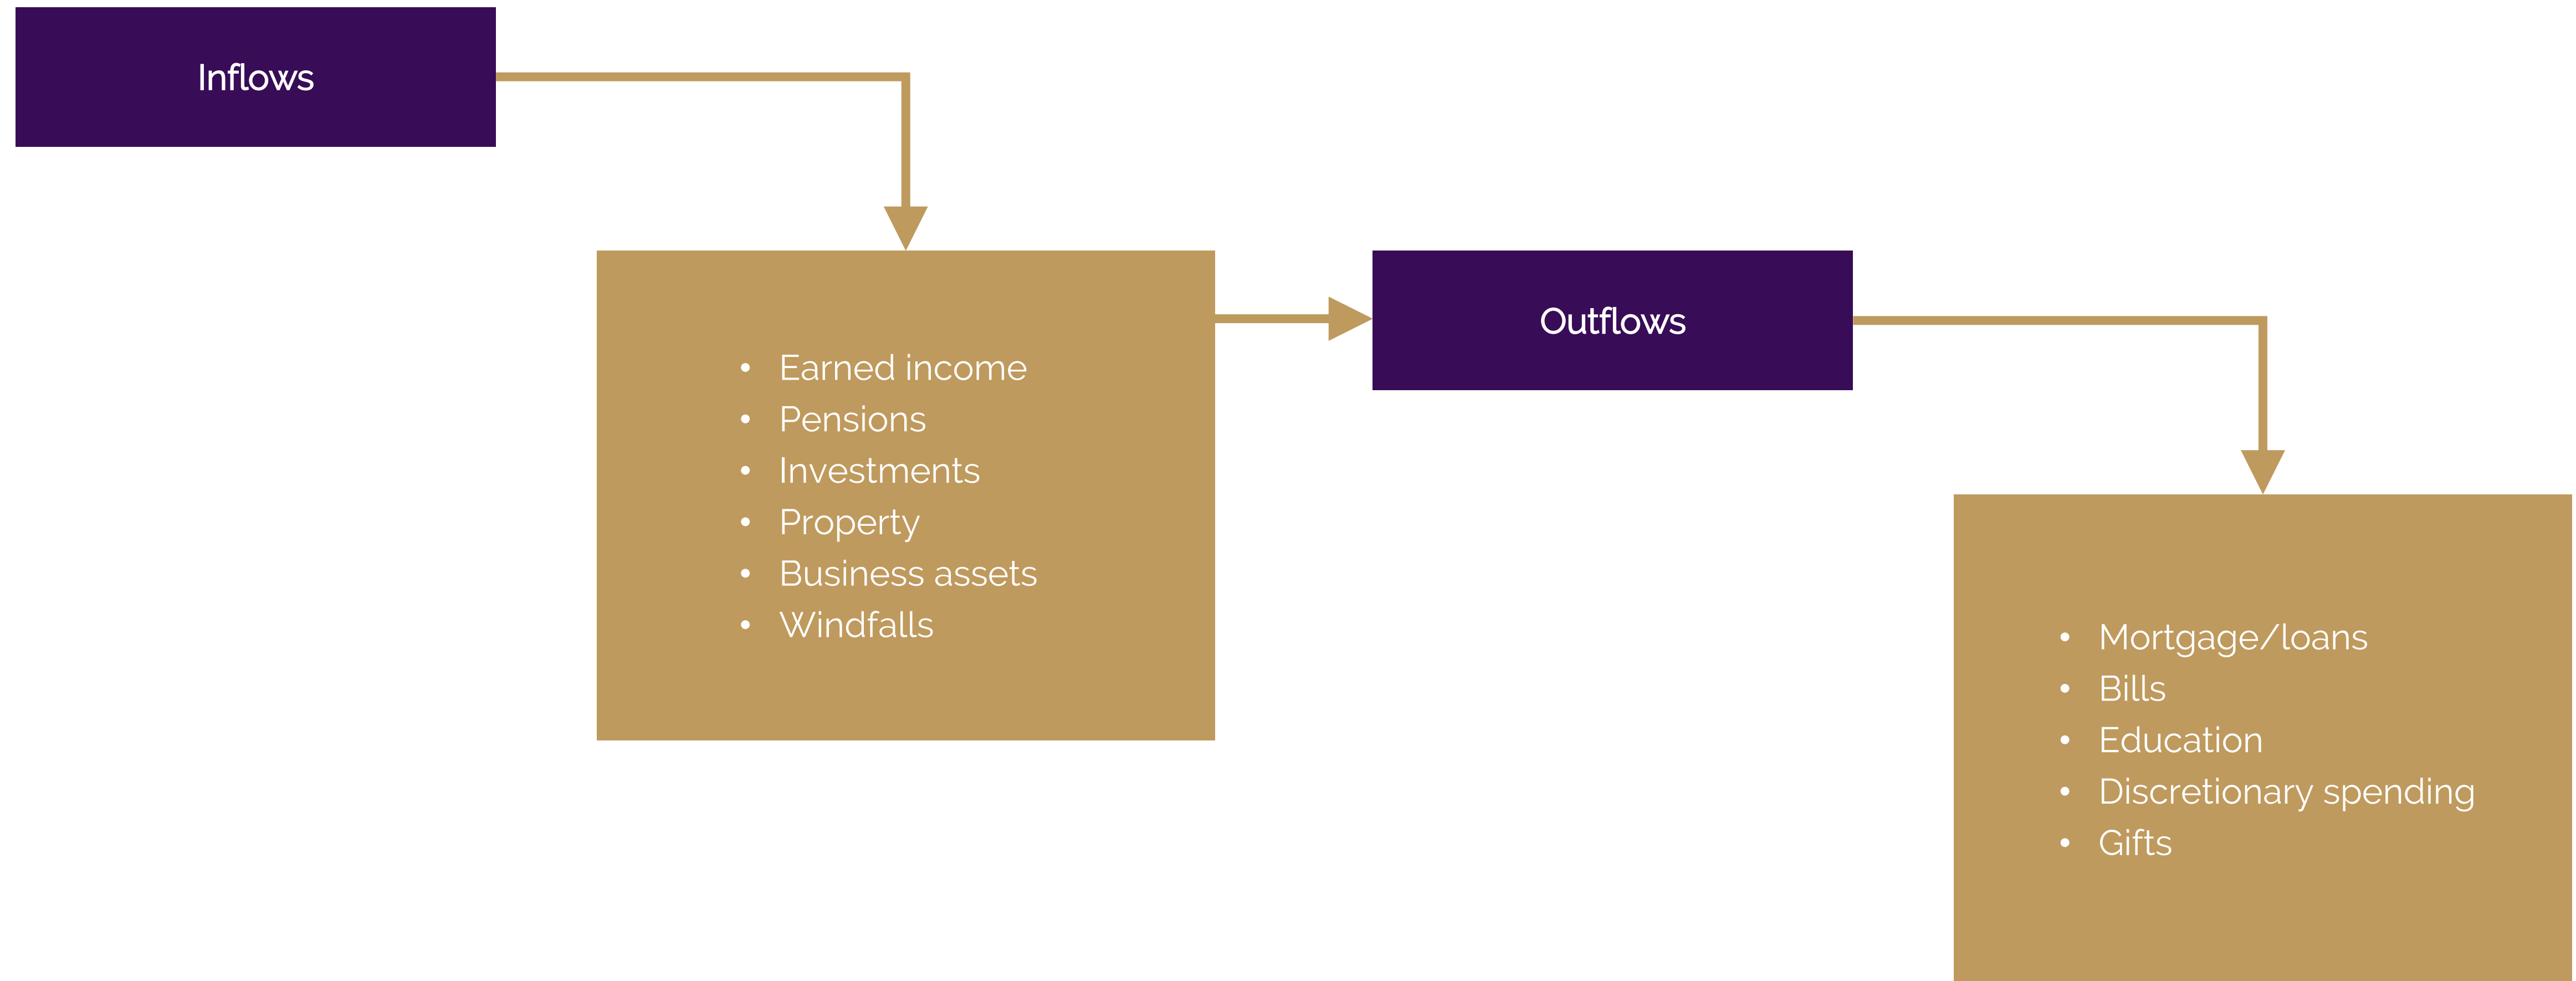 Inflows
• Earned income
• Pensions
• Investments
• Property
• Business assets
• Windfalls
Outflows
• Mortgage/loans
• Bills
• Education
• Discretionary spending
• Gifts